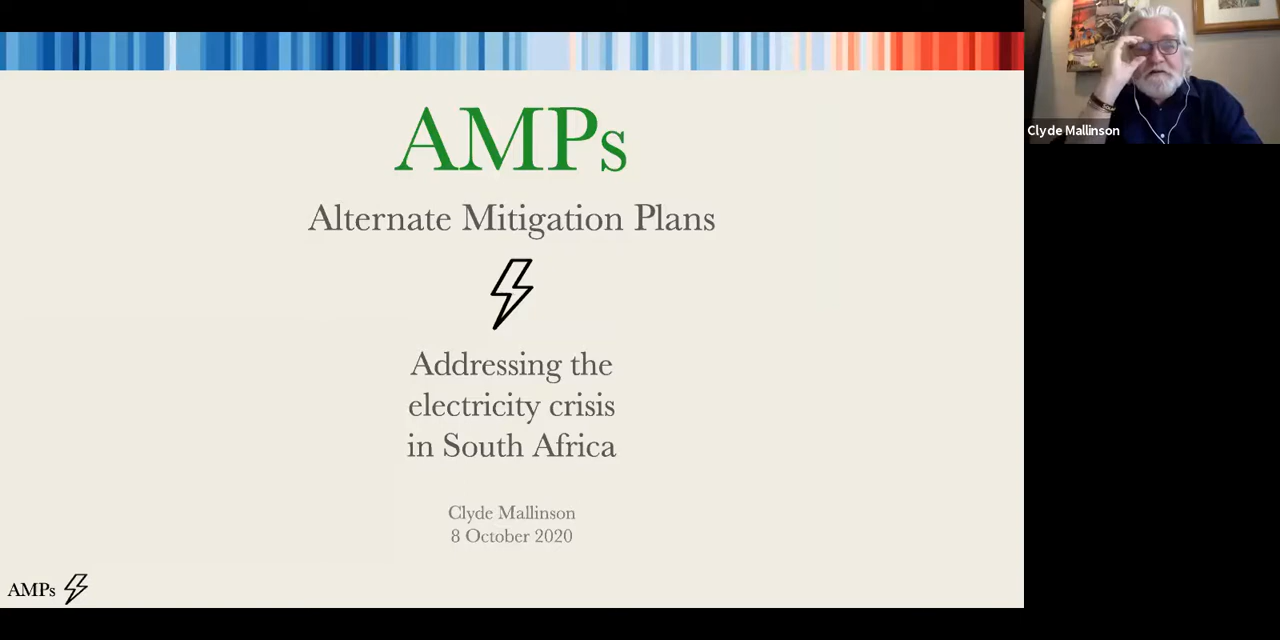 AMPs
Alternate Mitigation Plans
Addressing the
electricity crisis
in South Africa
Clyde Mallinson
8 October 2020
AMPs
Clyde Mallinson